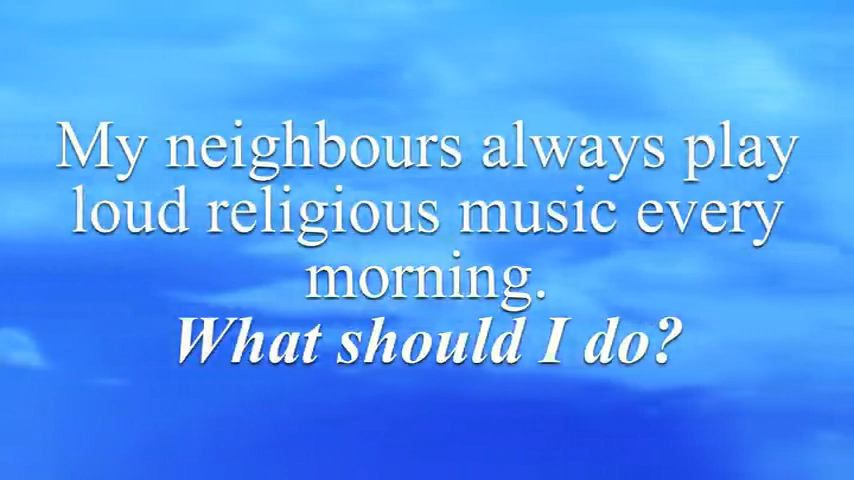 My neighbours always play
loud religious music every
morning.
What should I do?